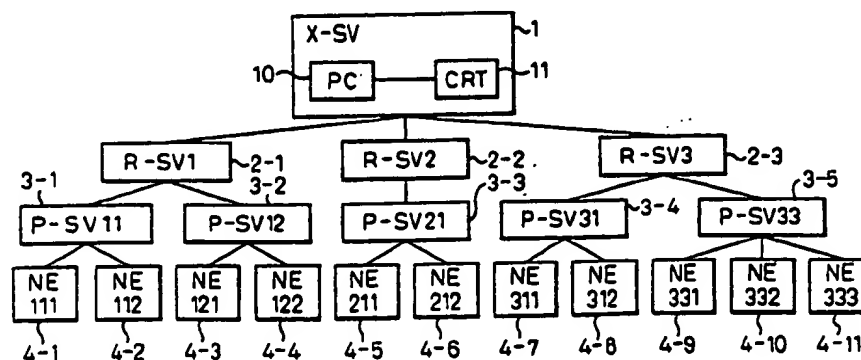 X-SV 1
10 PC CRT 11
R-SV1 2-1 R-SV2 2-2 R-SV3 2-3
3-1 3-2 3-3 3-4 3-5
P-SV11 P-SV12 P-SV21 P-SV31 P-SV33
NE NE NE NE NE NE NE NE NE NE NE
111 112 121 122 211 212 311 312 331 332 333
4-1 4-2 4-3 4-4 4-5 4-6 4-7 4-8 4-9 4-10 4-11